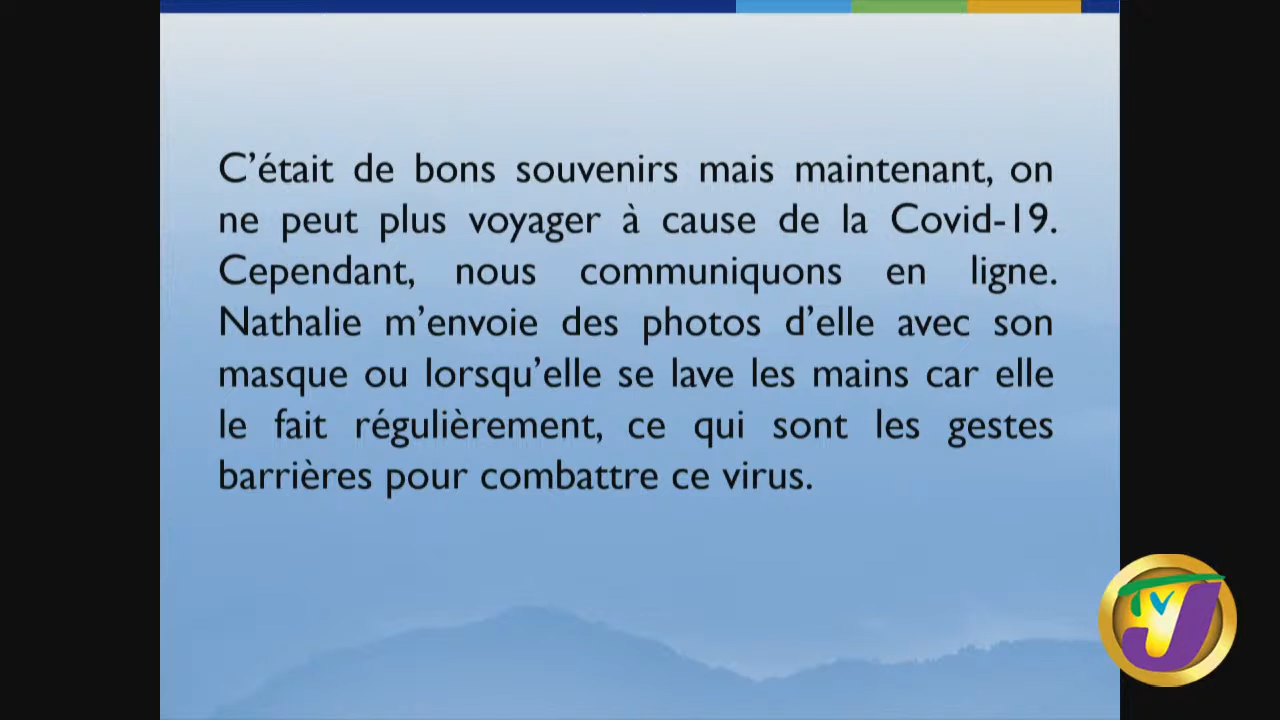 C’était de bons souvenirs mais maintenant, on
ne peut plus voyager à cause de la Covid-19.
Cependant, nous communiquons en ligne.
Nathalie m’envoie des photos d’elle avec son
masque ou lorsqu’elle se lave les mains car elle
le fait régulièrement, ce qui sont les gestes
barrières pour combattre ce virus.
TVJ